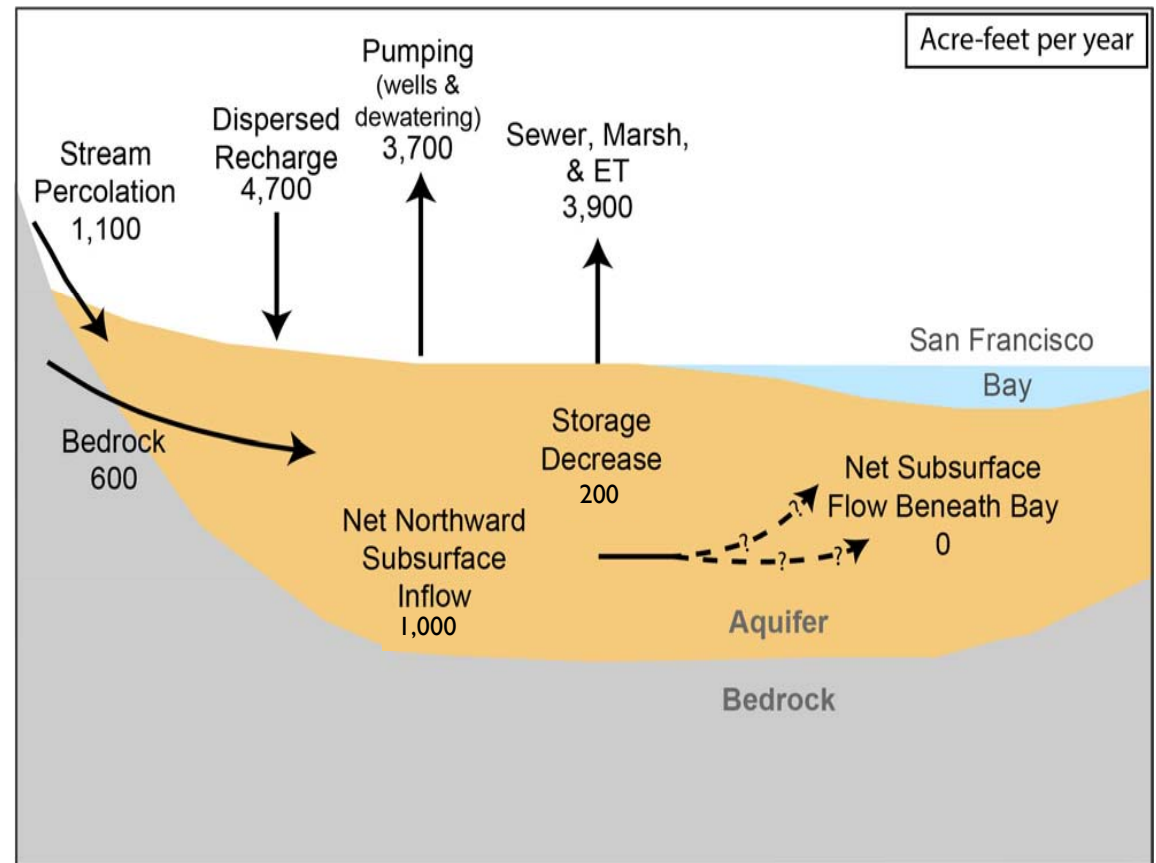 Acre-feet per year
Pumping
(wells &
dewatering)
3,700
Dispersed
Recharge
4,700
Sewer, Marsh,
& ET
3,900
Stream
Percolation
1,100
San Francisco
Bay
Bedrock
600
Storage
Decrease
200
Net Northward
Subsurface
Inflow
1,000
Net Subsurface
Flow Beneath Bay
0
?
?
?
?
Aquifer
Bedrock